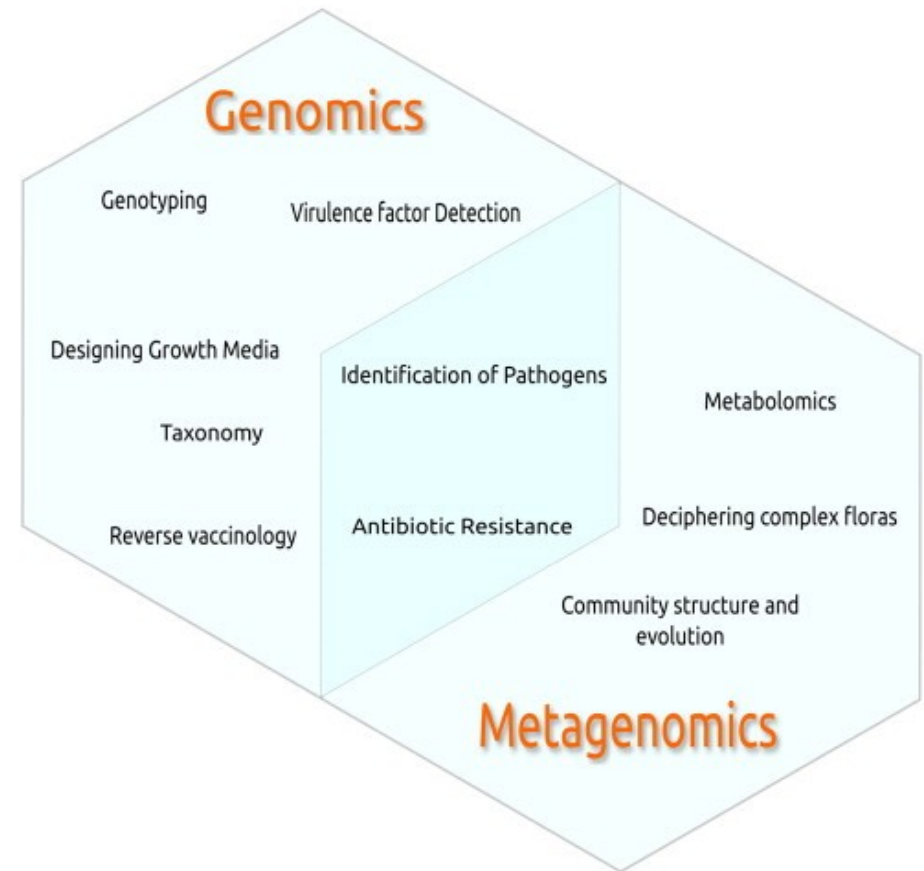 Genomics
Genotyping
Virulence factor Detection
Designing Growth Media
Identification of Pathogens
Metabolomics
Taxonomy
Antibiotic Resistance
Deciphering complex floras
Reverse vaccinology
Community structure and
evolution
Metagenomics